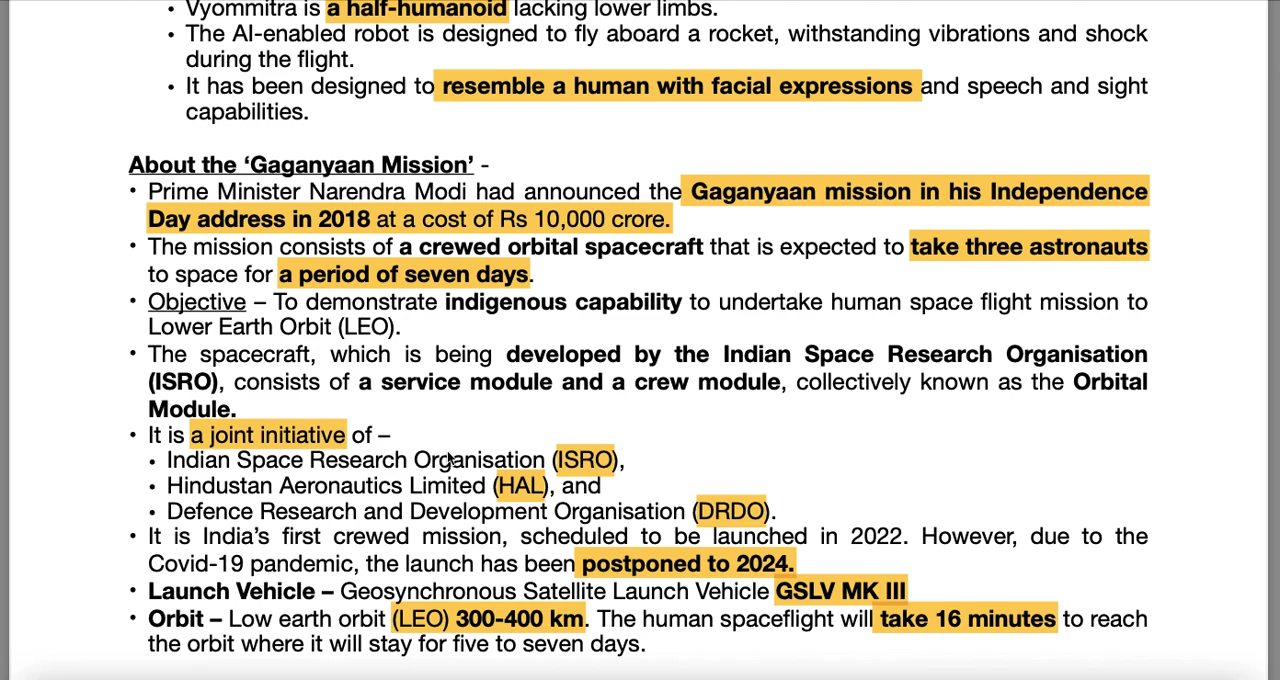 • Vyommitra is a half-humanoid lacking lower limbs.
• The AI-enabled robot is designed to fly aboard a rocket, withstanding vibrations and shock
during the flight.
• It has been designed to resemble a human with facial expressions and speech and sight
capabilities.
About the ‘Gaganyaan Mission’ -
• Prime Minister Narendra Modi had announced the Gaganyaan mission in his Independence
Day address in 2018 at a cost of Rs 10,000 crore.
• The mission consists of a crewed orbital spacecraft that is expected to take three astronauts
to space for a period of seven days.
• Objective – To demonstrate indigenous capability to undertake human space flight mission to
Lower Earth Orbit (LEO).
• The spacecraft, which is being developed by the Indian Space Research Organisation
(ISRO), consists of a service module and a crew module, collectively known as the Orbital
Module.
• It is a joint initiative of –
• Indian Space Research Organisation (ISRO),
• Hindustan Aeronautics Limited (HAL), and
• Defence Research and Development Organisation (DRDO).
• It is India’s first crewed mission, scheduled to be launched in 2022. However, due to the
Covid-19 pandemic, the launch has been postponed to 2024.
• Launch Vehicle – Geosynchronous Satellite Launch Vehicle GSLV MK III
• Orbit – Low earth orbit (LEO) 300-400 km. The human spaceflight will take 16 minutes to reach
the orbit where it will stay for five to seven days.